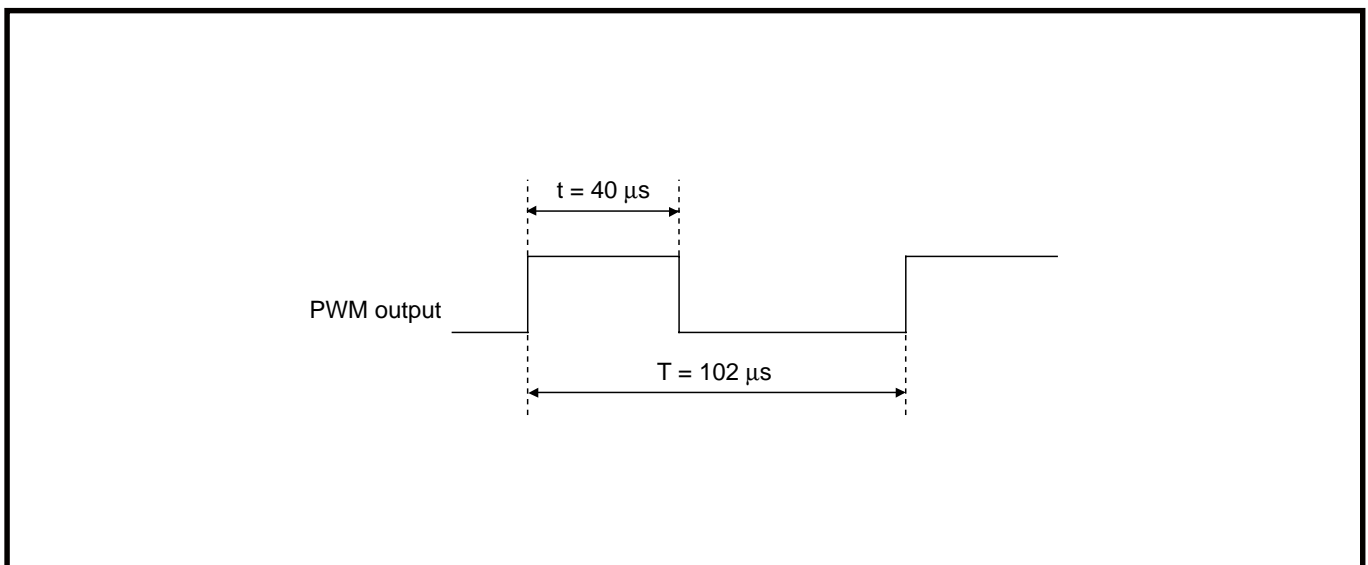 t = 40 μs
PWM output
T = 102 μs